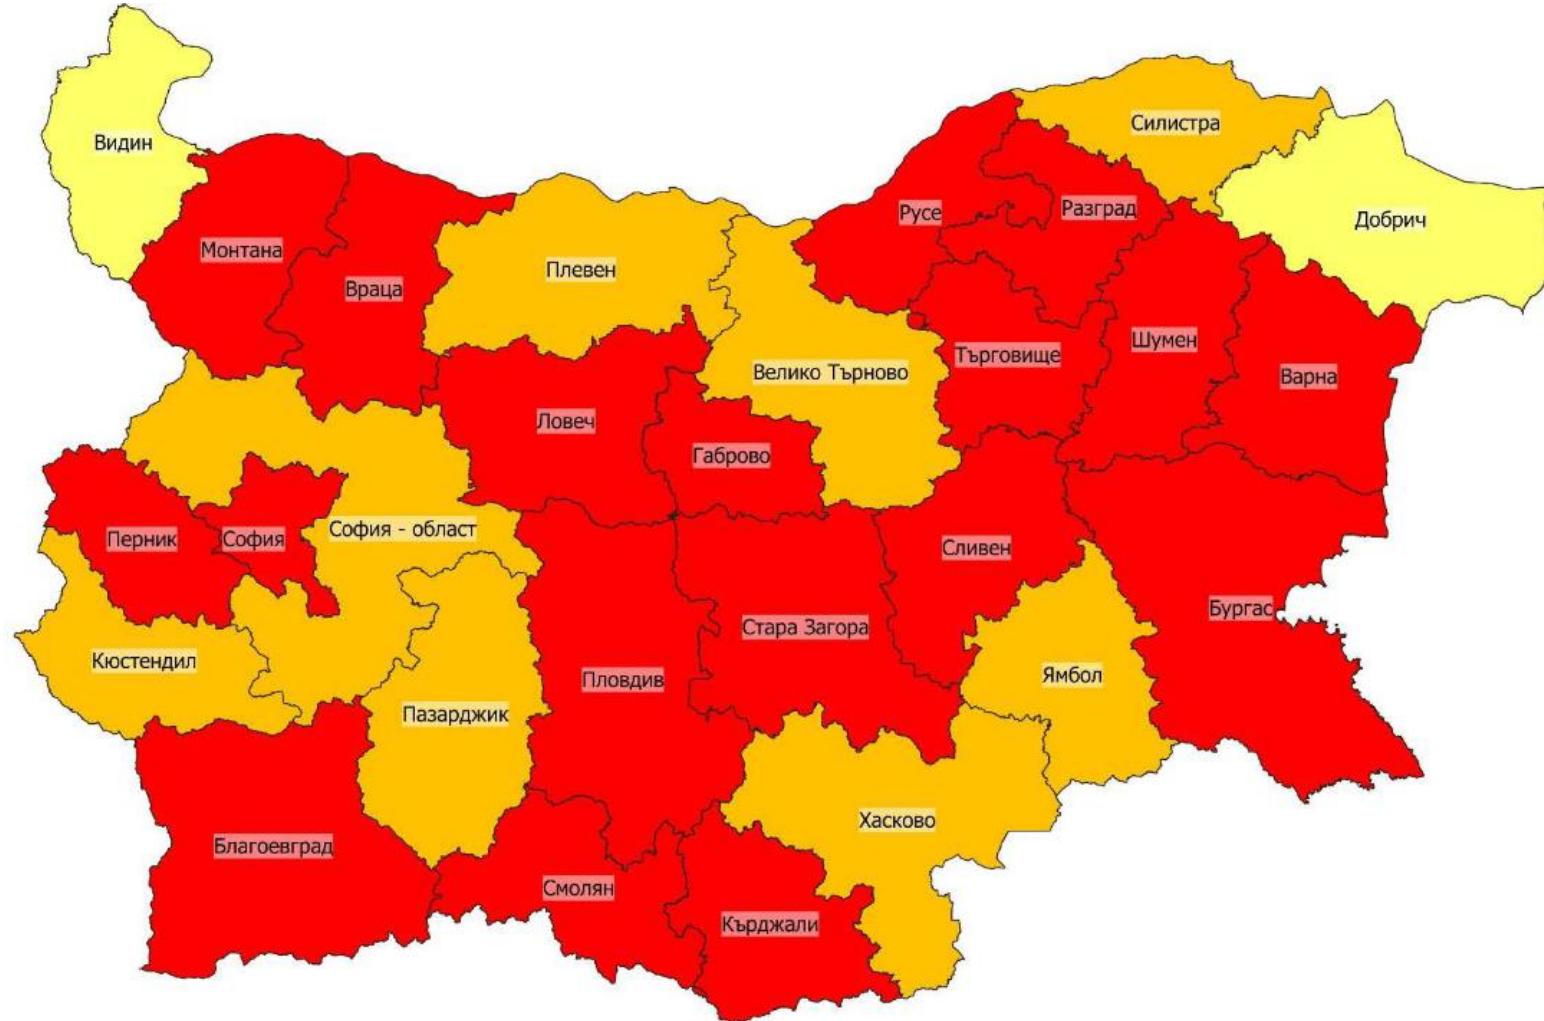 Видин
Силистра
Русе
Разград
Добрич
Монтана
Плевен
Враца
Шумен
Търговище
Велико Търново
Варна
Ловеч
Габрово
София - област
Перник
София
Сливен
Бургас
Стара Загора
Кюстендил
Ямбол
Пловдив
Пазарджик
Хасково
Благоевград
Смолян
Кърджали